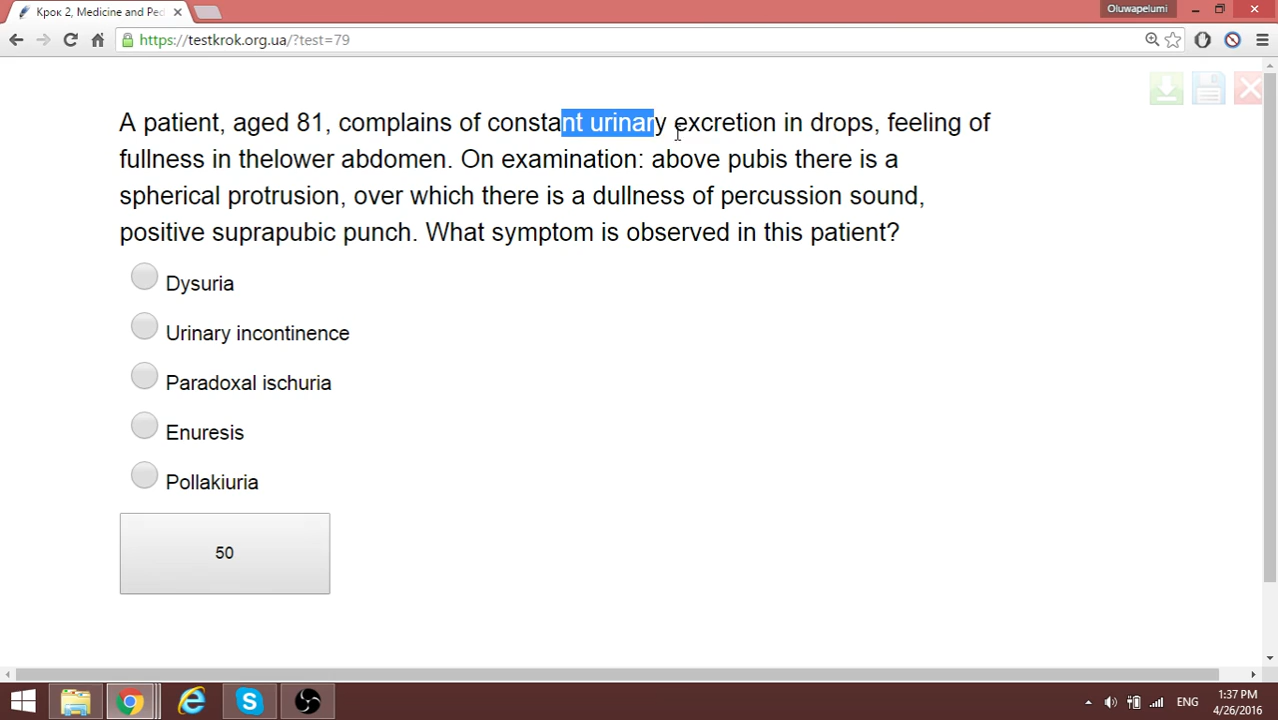 Крок 2, Medicine and Ped
Oluwapelumi
https://testkrok.org.ua/?test=79
A patient, aged 81, complains of constant urinary excretion in drops, feeling of
fullness in thelower abdomen. On examination: above pubis there is a
spherical protrusion, over which there is a dullness of percussion sound,
positive suprapubic punch. What symptom is observed in this patient?
Dysuria
Urinary incontinence
Paradoxal ischuria
Enuresis
Pollakiuria
50
ENG
1:37 PM
4/26/2016